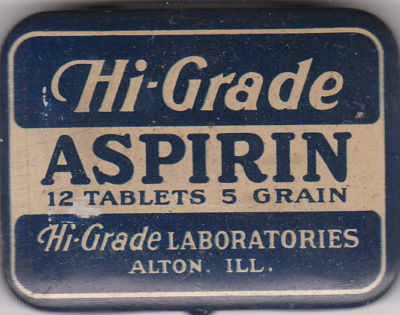 Hi-Grade
ASPIRIN
12 TABLETS 5 GRAIN
Hi-Grade LABORATORIES
ALTON, ILL.